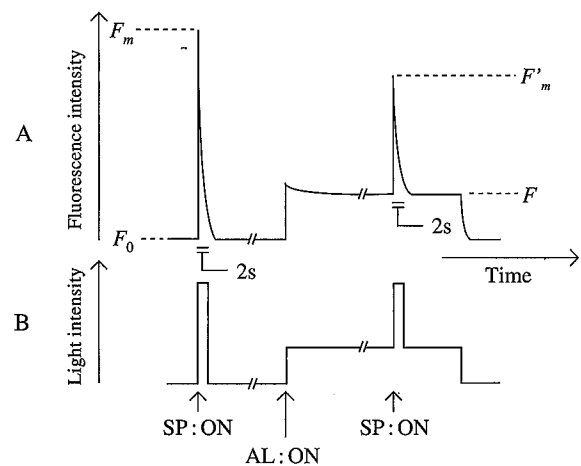 Fm
F'm
A
Fluorescence intensity
F
2s
F0
2s
Time
B
Light intensity
SP:ON
SP:ON
AL:ON